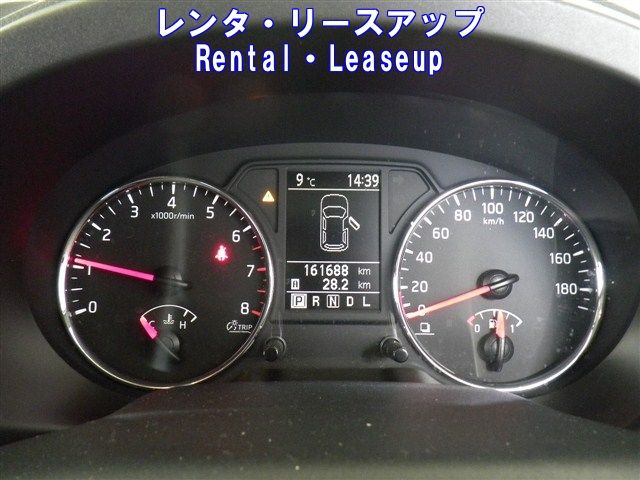 レンタ・リースアップ
Rental・Leaseup
9 °C 14:39
161688 km
A 28.2 km
P R N D L
0 1 2 3 4 5 6 7 8
x1000r/min
C H
TRIP
0 20 40 60 80 100 120 140 160 180
km/h
0 1